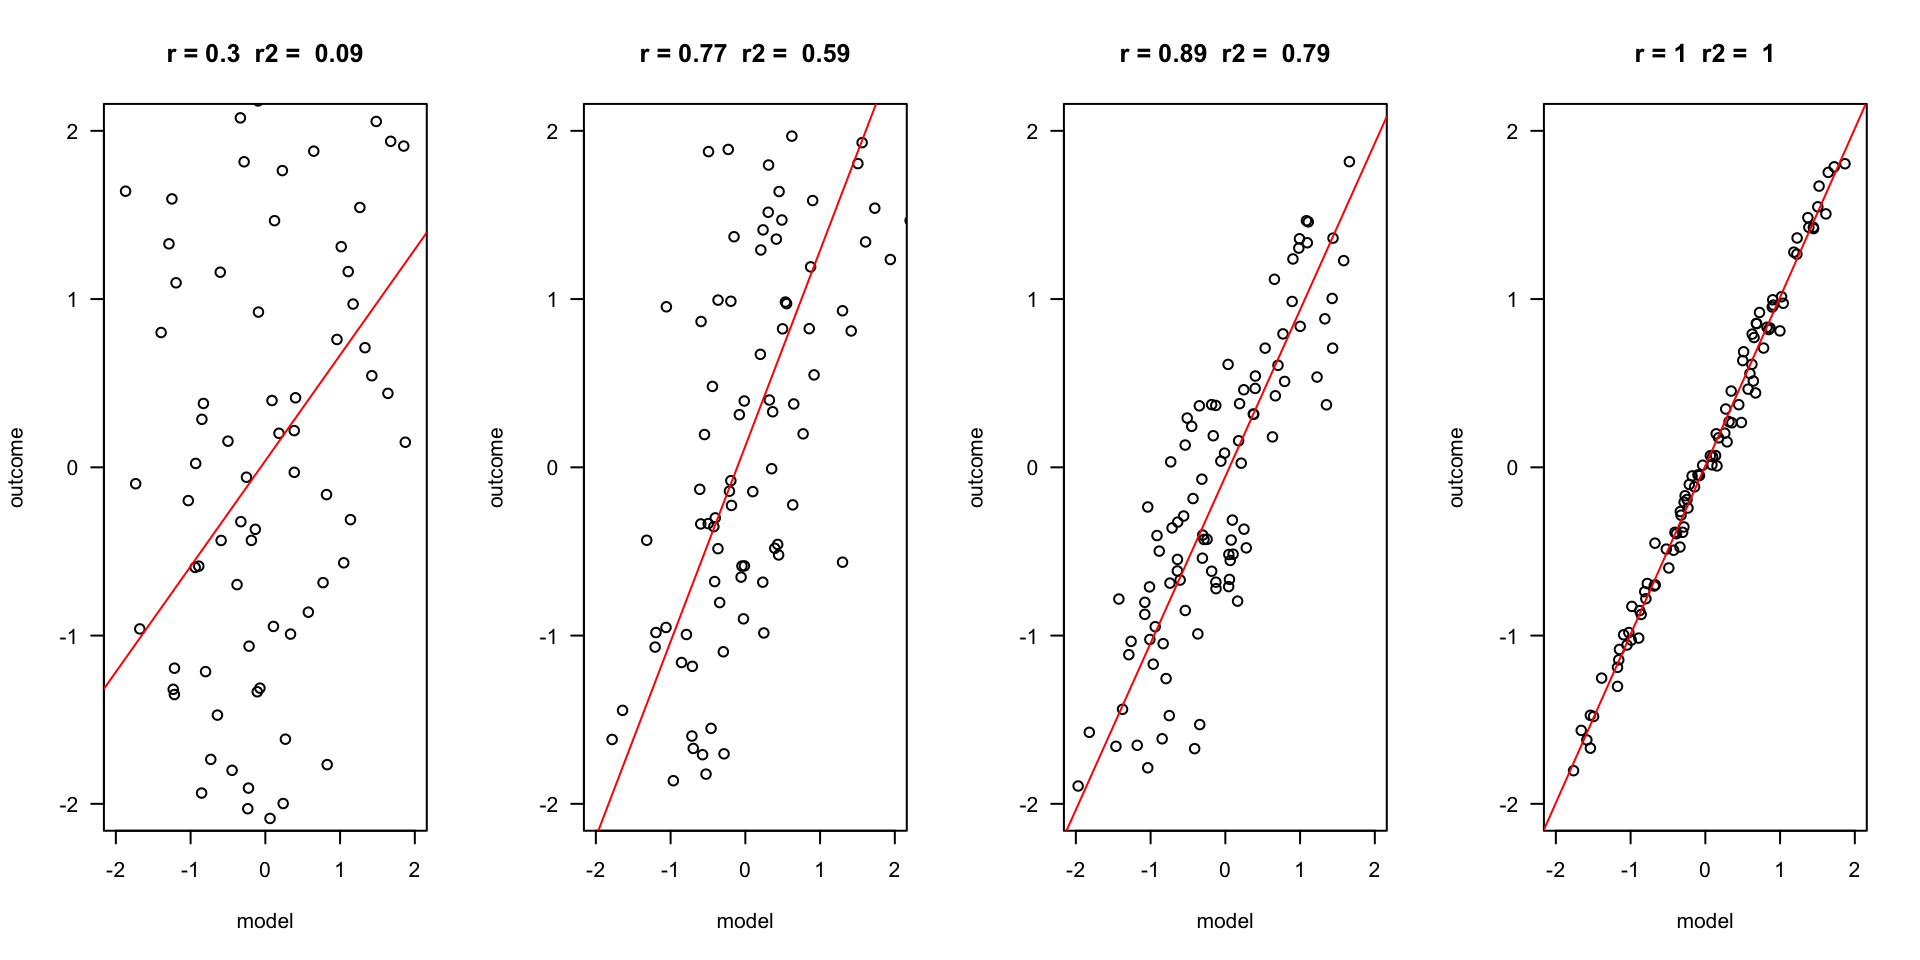 r = 0.3  r2 =  0.09
outcome
2
1
0
-1
-2
-2 -1 0 1 2
model
r = 0.77  r2 =  0.59
outcome
2
1
0
-1
-2
-2 -1 0 1 2
model
r = 0.89  r2 =  0.79
outcome
2
1
0
-1
-2
-2 -1 0 1 2
model
r = 1  r2 =  1
outcome
2
1
0
-1
-2
-2 -1 0 1 2
model